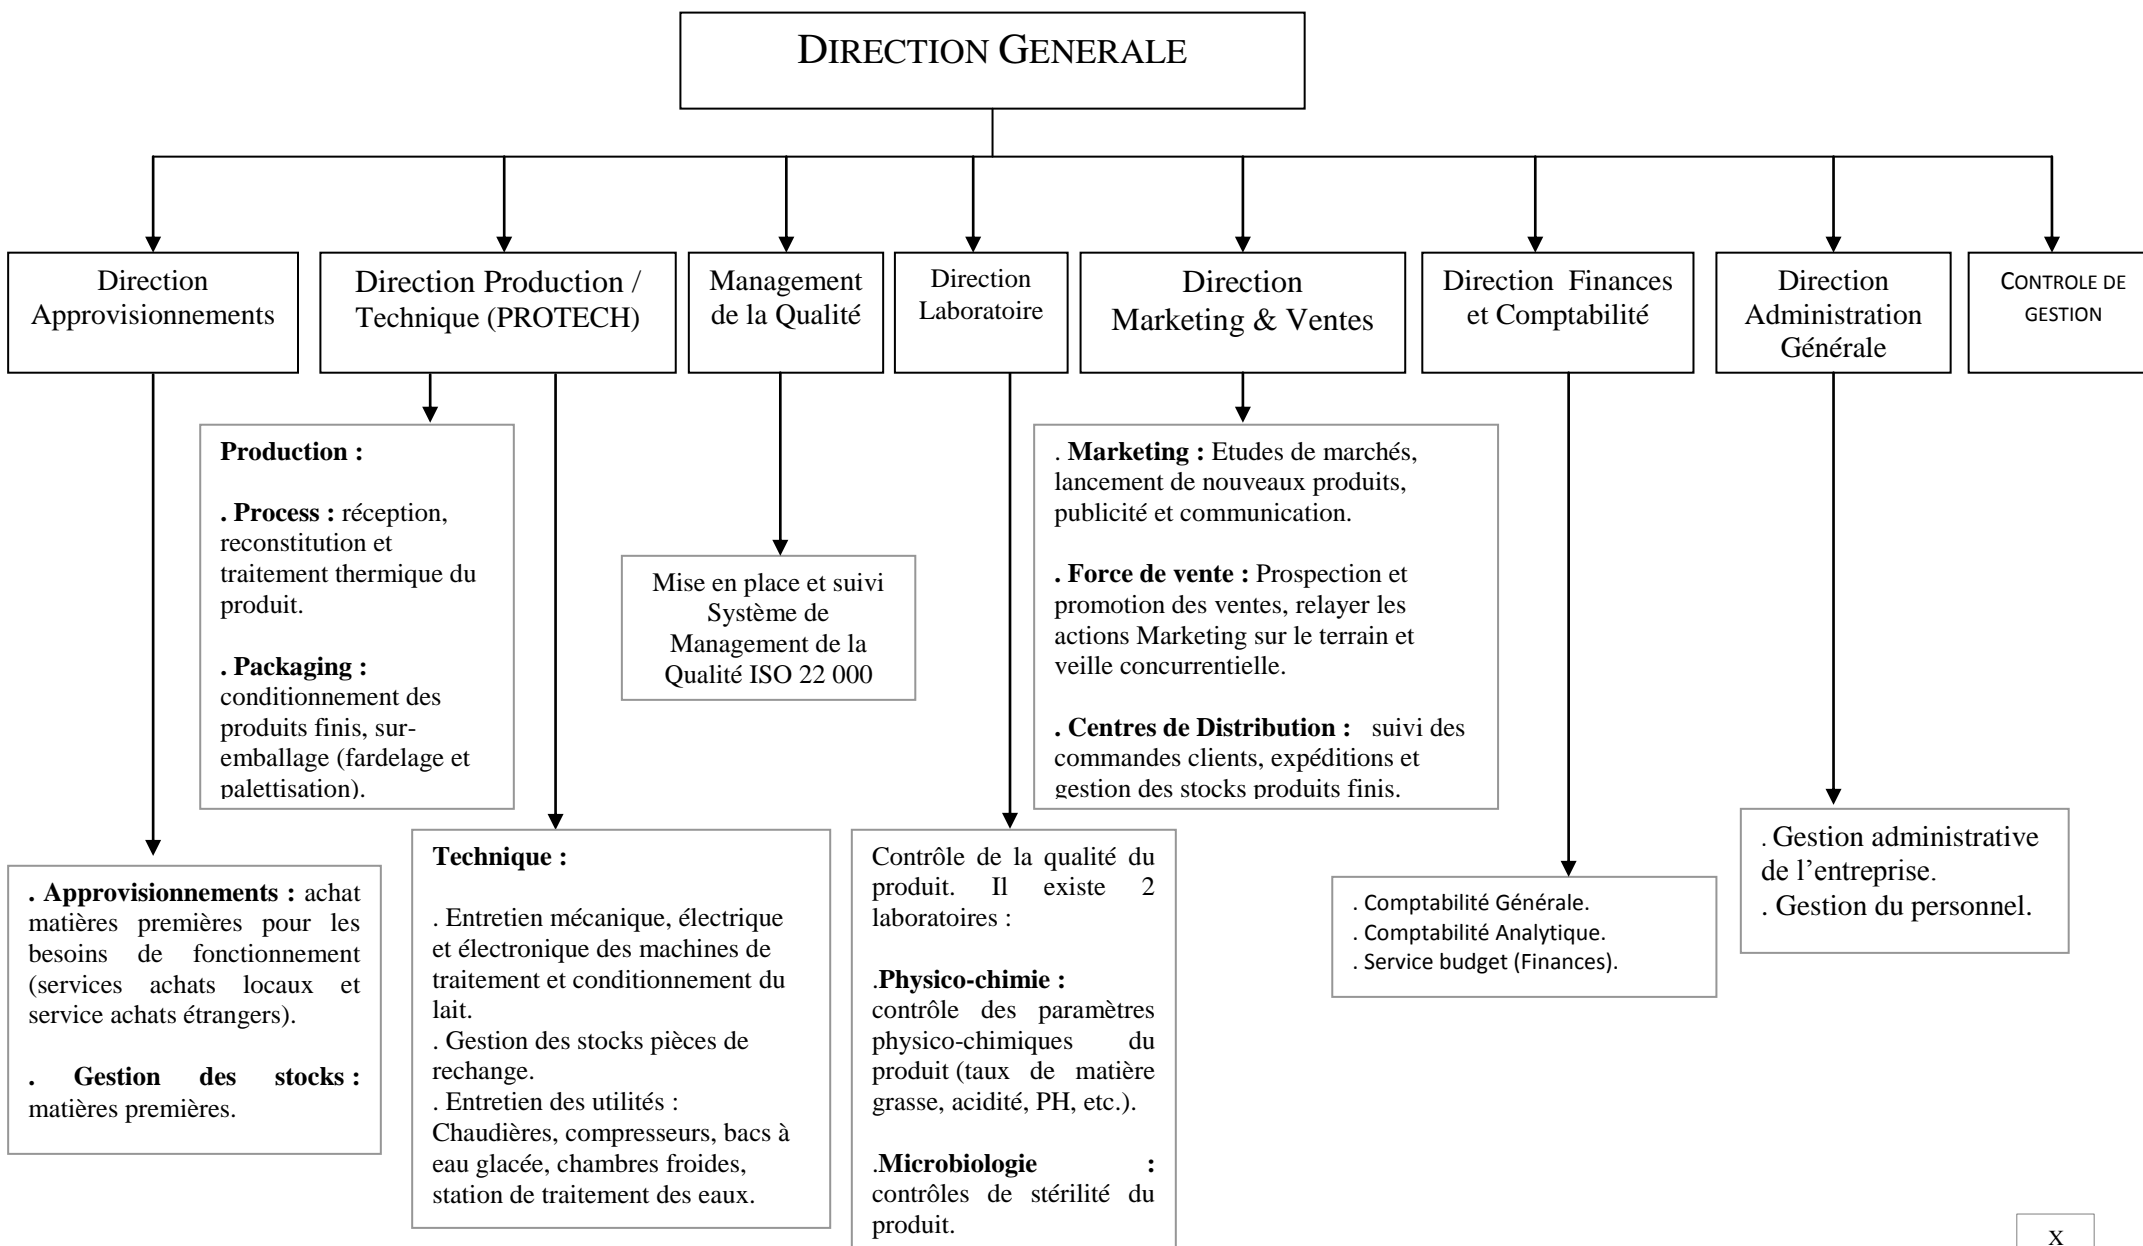 DIRECTION GENERALE
Direction
Approvisionnements
Direction Production /
Technique (PROTECH)
Management
de la Qualité
Direction
Laboratoire
Direction
Marketing & Ventes
Direction Finances
et Comptabilité
Direction
Administration
Générale
CONTROLE DE
GESTION
Production :
. Process : réception,
reconstitution et
traitement thermique du
produit.
. Packaging :
conditionnement des
produits finis, sur-
emballage (fardelage et
palettisation).
Mise en place et suivi
Système de
Management de la
Qualité ISO 22 000
. Marketing : Etudes de marchés,
lancement de nouveaux produits,
publicité et communication.
. Force de vente : Prospection et
promotion des ventes, relayer les
actions Marketing sur le terrain et
veille concurrentielle.
. Centres de Distribution : suivi des
commandes clients, expéditions et
gestion des stocks produits finis.
. Approvisionnements : achat
matières premières pour les
besoins de fonctionnement
(services achats locaux et
service achats étrangers).
. Gestion des stocks :
matières premières.
Technique :
. Entretien mécanique, électrique
et électronique des machines de
traitement et conditionnement du
lait.
. Gestion des stocks pièces de
rechange.
. Entretien des utilités :
Chaudières, compresseurs, bacs à
eau glacée, chambres froides,
station de traitement des eaux.
Contrôle de la qualité du
produit. Il existe 2
laboratoires :
.Physico-chimie :
contrôle des paramètres
physico-chimiques du
produit (taux de matière
grasse, acidité, PH, etc.).
.Microbiologie :
contrôles de stérilité du
produit.
. Comptabilité Générale.
. Comptabilité Analytique.
. Service budget (Finances).
. Gestion administrative
de l’entreprise.
. Gestion du personnel.
X